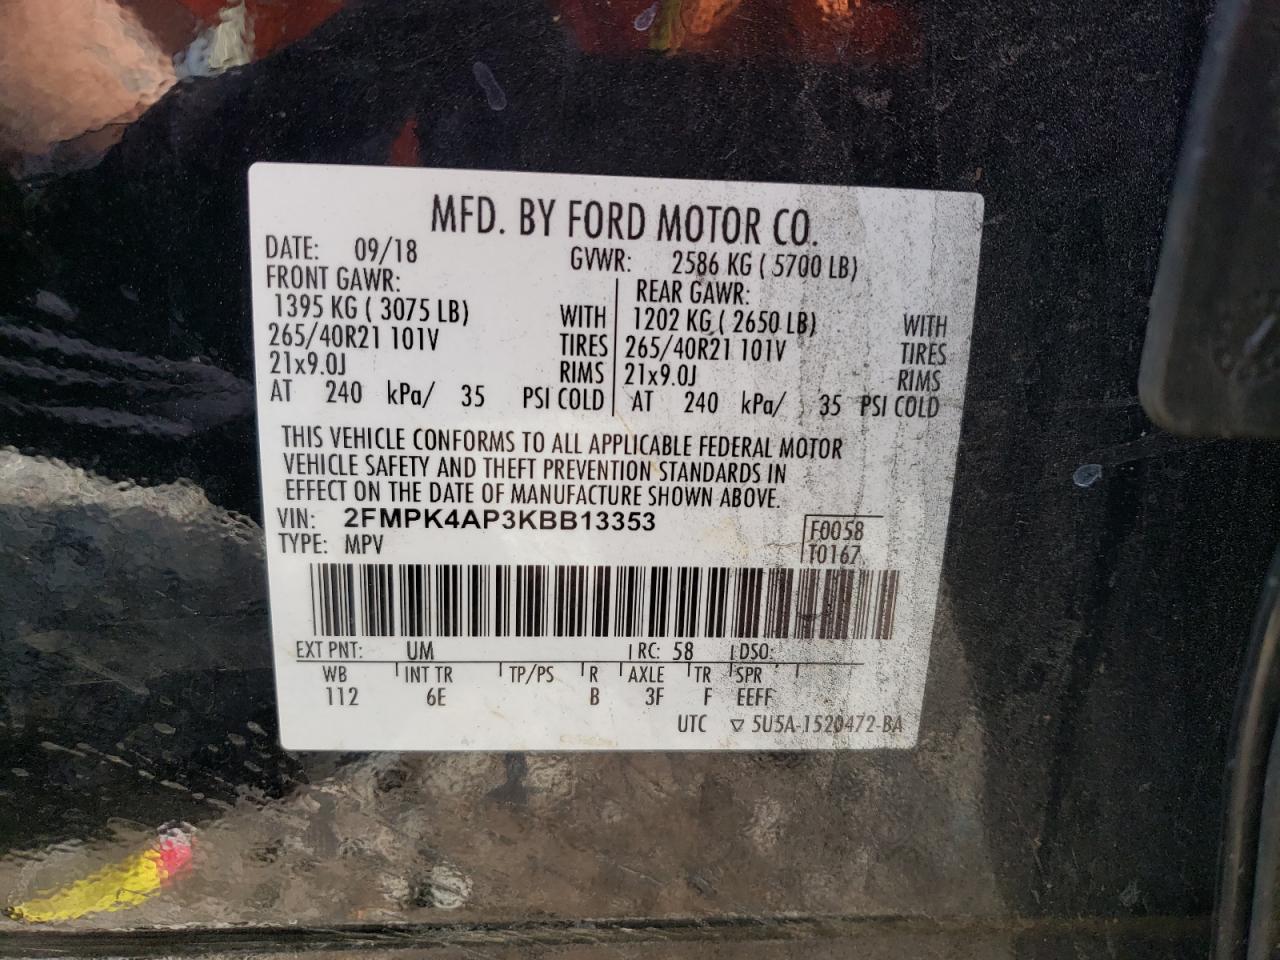 MFD. BY FORD MOTOR CO.
DATE: 09/18 GVWR: 2586 KG ( 5700 LB)
FRONT GAWR: REAR GAWR:
1395 KG ( 3075 LB) WITH 1202 KG ( 2650 LB) WITH
265/40R21 101V TIRES 265/40R21 101V TIRES
21x9.0J RIMS 21x9.0J RIMS
AT 240 kPa/ 35 PSI COLD AT 240 kPa/ 35 PSI COLD
THIS VEHICLE CONFORMS TO ALL APPLICABLE FEDERAL MOTOR
VEHICLE SAFETY AND THEFT PREVENTION STANDARDS IN
EFFECT ON THE DATE OF MANUFACTURE SHOWN ABOVE.
VIN: 2FMPK4AP3KBB13353 F0058
TYPE: MPV T0167
EXT PNT: UM RC: 58 DSO:
WB INT TR TP/PS R AXLE TR SPR
112 6E B 3F F EEFF
UTC ▽ 5U5A-1520472-BA